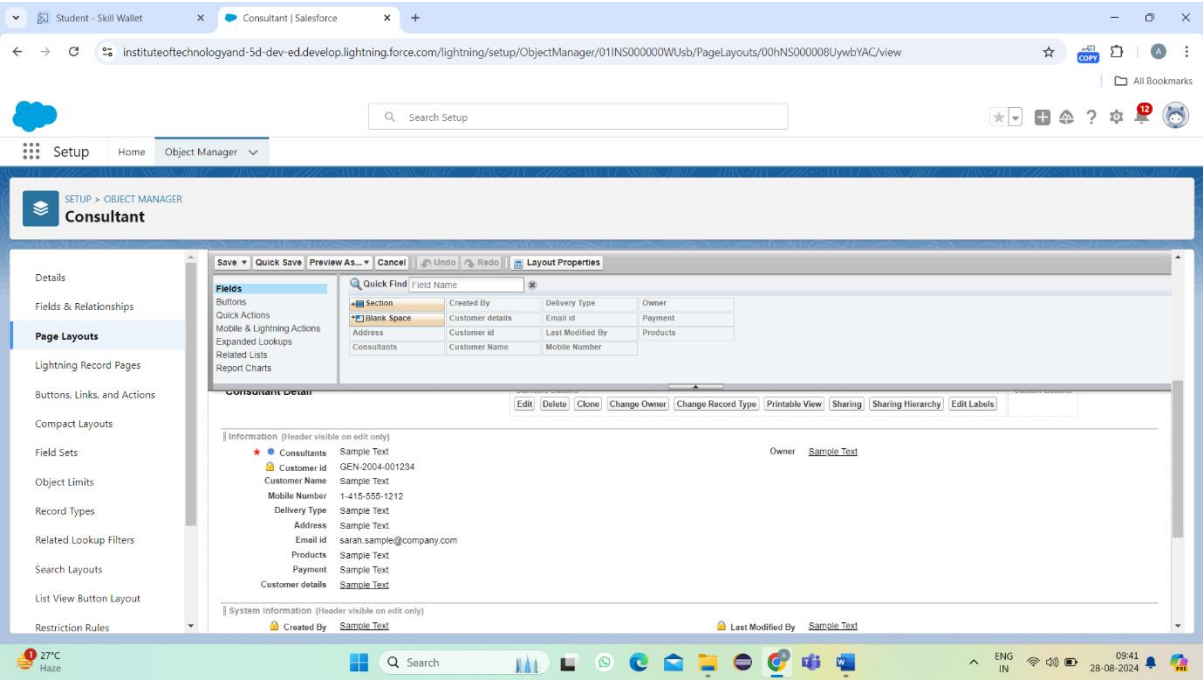 Student - Skill Wallet
Consultant | Salesforce
instituteoftechnologyand-5d-dev-ed.develop.lightning.force.com/lightning/setup/ObjectManager/01INS000000WUsb/PageLayouts/00hNS000008UywbYAC/view
COPY
A
All Bookmarks
Search Setup
12
Setup Home Object Manager
SETUP > OBJECT MANAGER
Consultant
Details
Fields & Relationships
Page Layouts
Lightning Record Pages
Buttons, Links, and Actions
Compact Layouts
Field Sets
Object Limits
Record Types
Related Lookup Filters
Search Layouts
List View Button Layout
Restriction Rules
Save Quick Save Preview As... Cancel Undo Redo Layout Properties
Fields
Buttons
Quick Actions
Mobile & Lightning Actions
Expanded Lookups
Related Lists
Report Charts
Quick Find Field Name
Section Created By Delivery Type Owner
Blank Space Customer details Email id Payment
Address Customer id Last Modified By Products
Consultants Customer Name Mobile Number
Consultant Detail
Standard Buttons
Custom Buttons
Edit Delete Clone Change Owner Change Record Type Printable View Sharing Sharing Hierarchy Edit Labels
Information (Header visible on edit only)
Consultants Sample Text Owner Sample Text
Customer id GEN-2004-001234
Customer Name Sample Text
Mobile Number 1-415-555-1212
Delivery Type Sample Text
Address Sample Text
Email id sarah.sample@company.com
Products Sample Text
Payment Sample Text
Customer details Sample Text
System Information (Header visible on edit only)
Created By Sample Text Last Modified By Sample Text
1
27°C
Haze
Search
PRE
ENG
IN
09:41
28-08-2024